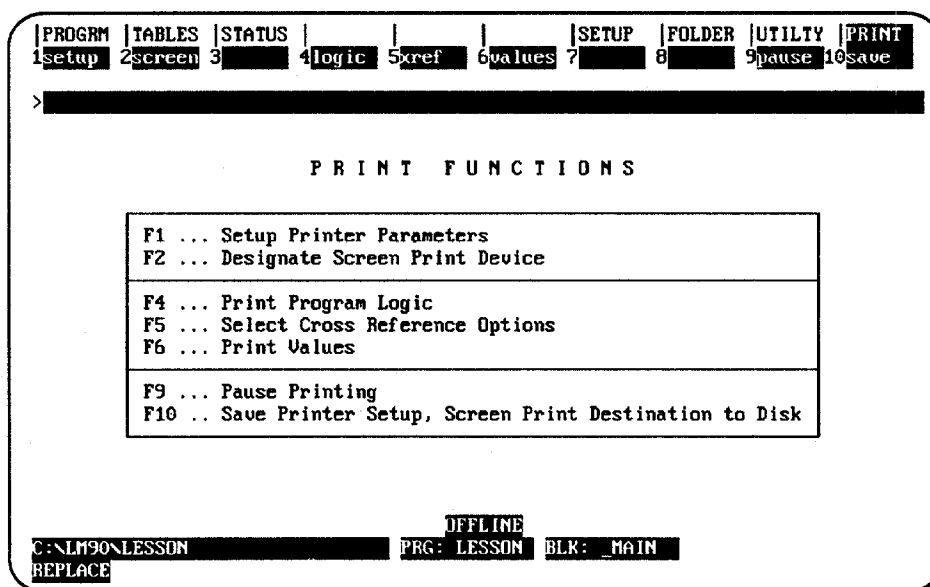 |PROGRM |TABLES |STATUS | | | |SETUP |FOLDER |UTILTY |PRINT
1setup 2screen 3 4logic 5xref 6values 7 8 9pause 10save
>
P R I N T F U N C T I O N S
F1 ... Setup Printer Parameters
F2 ... Designate Screen Print Device
F4 ... Print Program Logic
F5 ... Select Cross Reference Options
F6 ... Print Values
F9 ... Pause Printing
F10 .. Save Printer Setup, Screen Print Destination to Disk
OFFLINE
C:\LM90\LESSON PRG: LESSON BLK: _MAIN
REPLACE